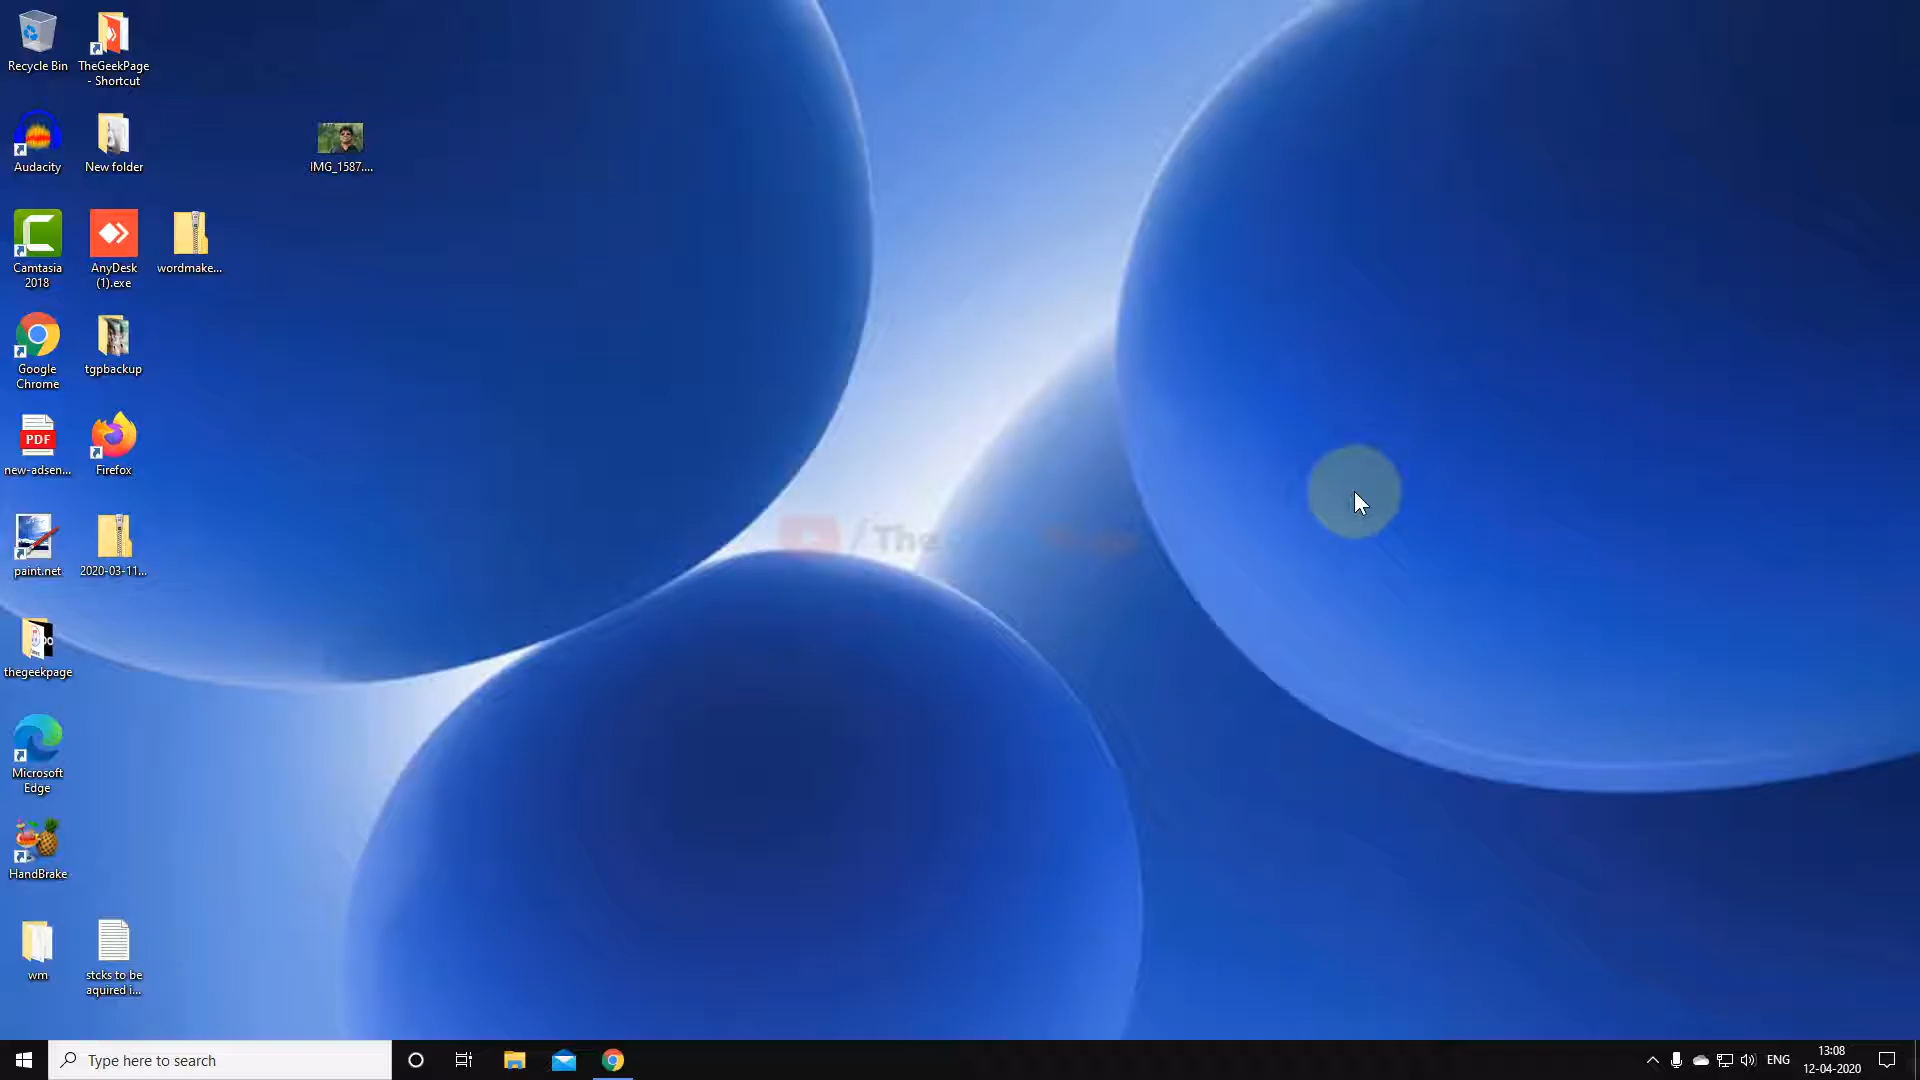 Recycle Bin
TheGeekPage
- Shortcut
Audacity
New folder
IMG_1587....
Camtasia
2018
AnyDesk
(1).exe
wordmake...
Google
Chrome
tgpbackup
PDF
new-adsen...
Firefox
paint.net
2020-03-11...
/The
thegeekpage
Microsoft
Edge
HandBrake
wm
stcks to be
aquired i...
Type here to search
ENG
13:08
12-04-2020